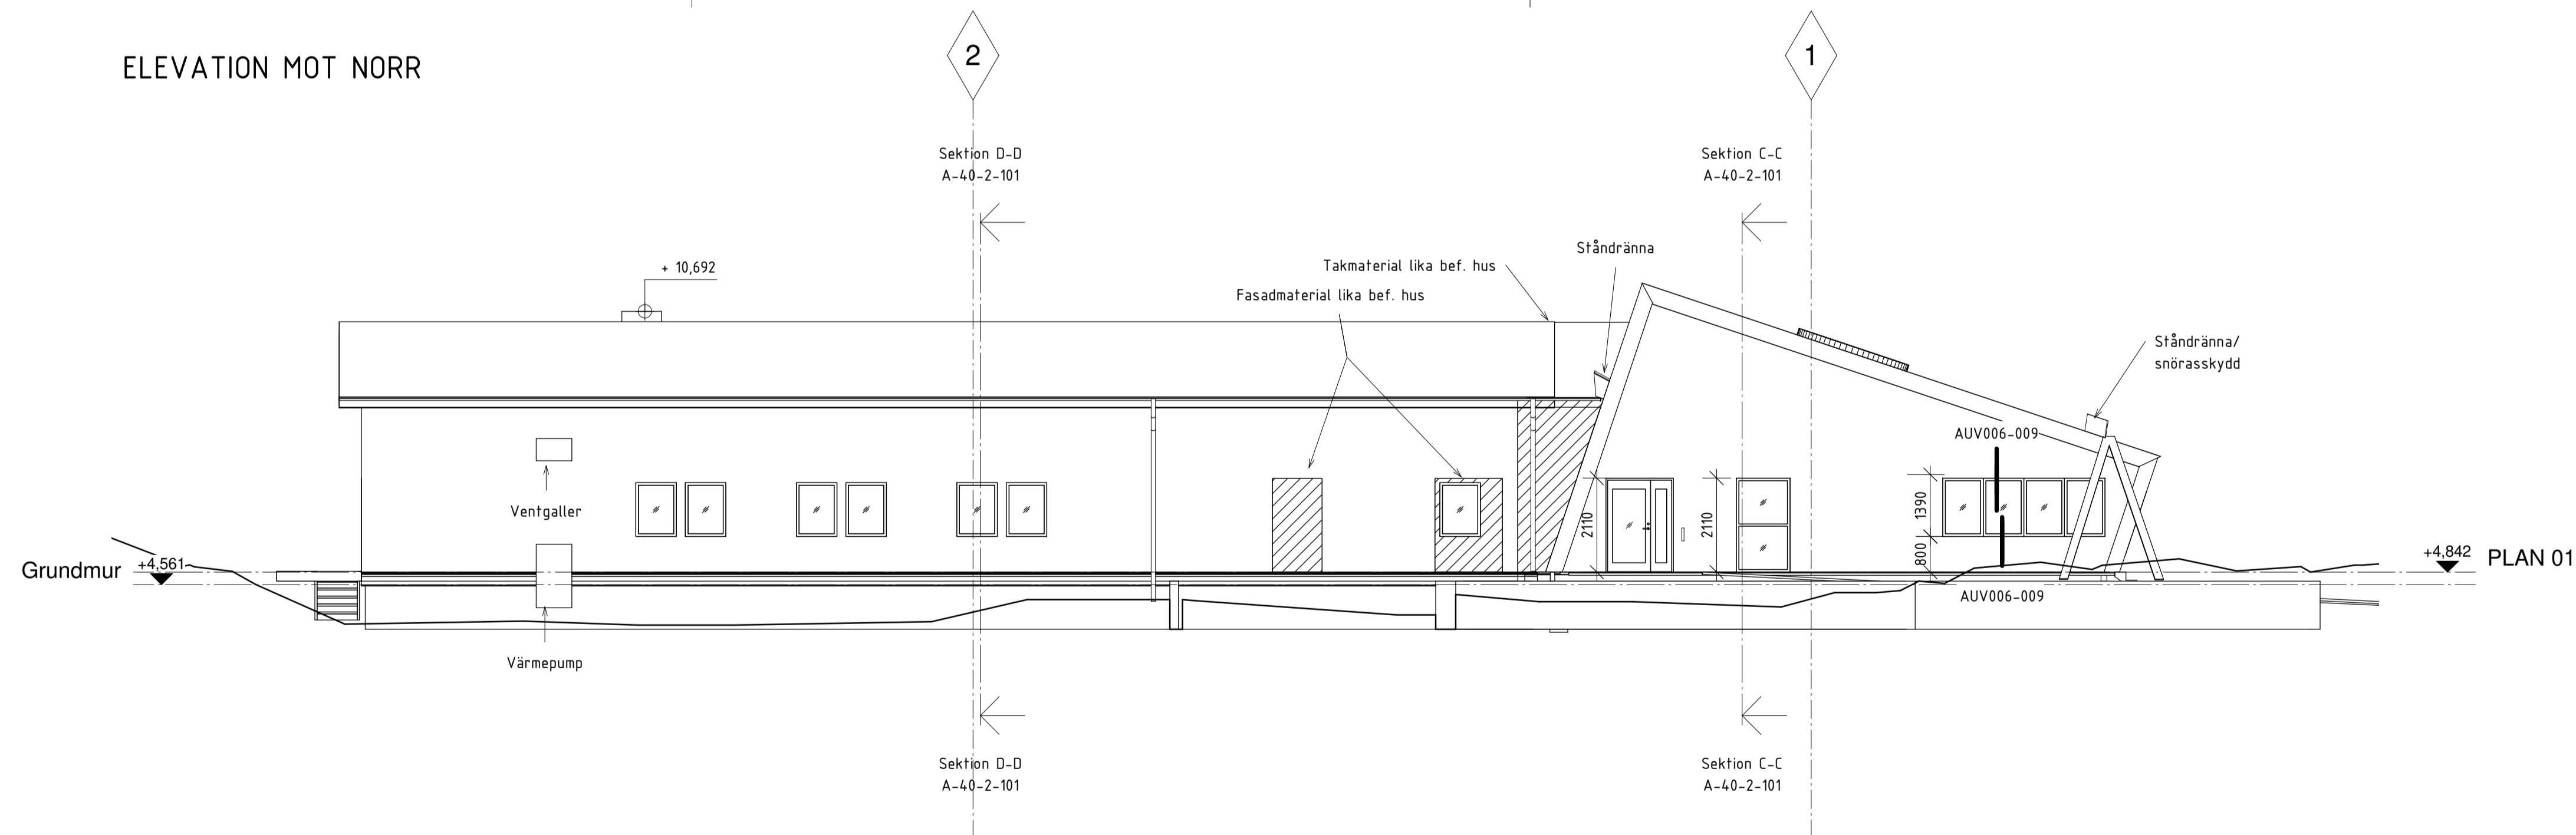 ELEVATION MOT NORR
2
1
Sektion D-D
A-40-2-101
Sektion C-C
A-40-2-101
+ 10,692
Ståndränna
Takmaterial lika bef. hus
Fasadmaterial lika bef. hus
Ståndränna/
snörasskydd
AUV006-009
Ventgaller
2110
2110
1390
800
Grundmur
+4,561
+4,842
PLAN 01
AUV006-009
Värmepump
Sektion D-D
A-40-2-101
Sektion C-C
A-40-2-101